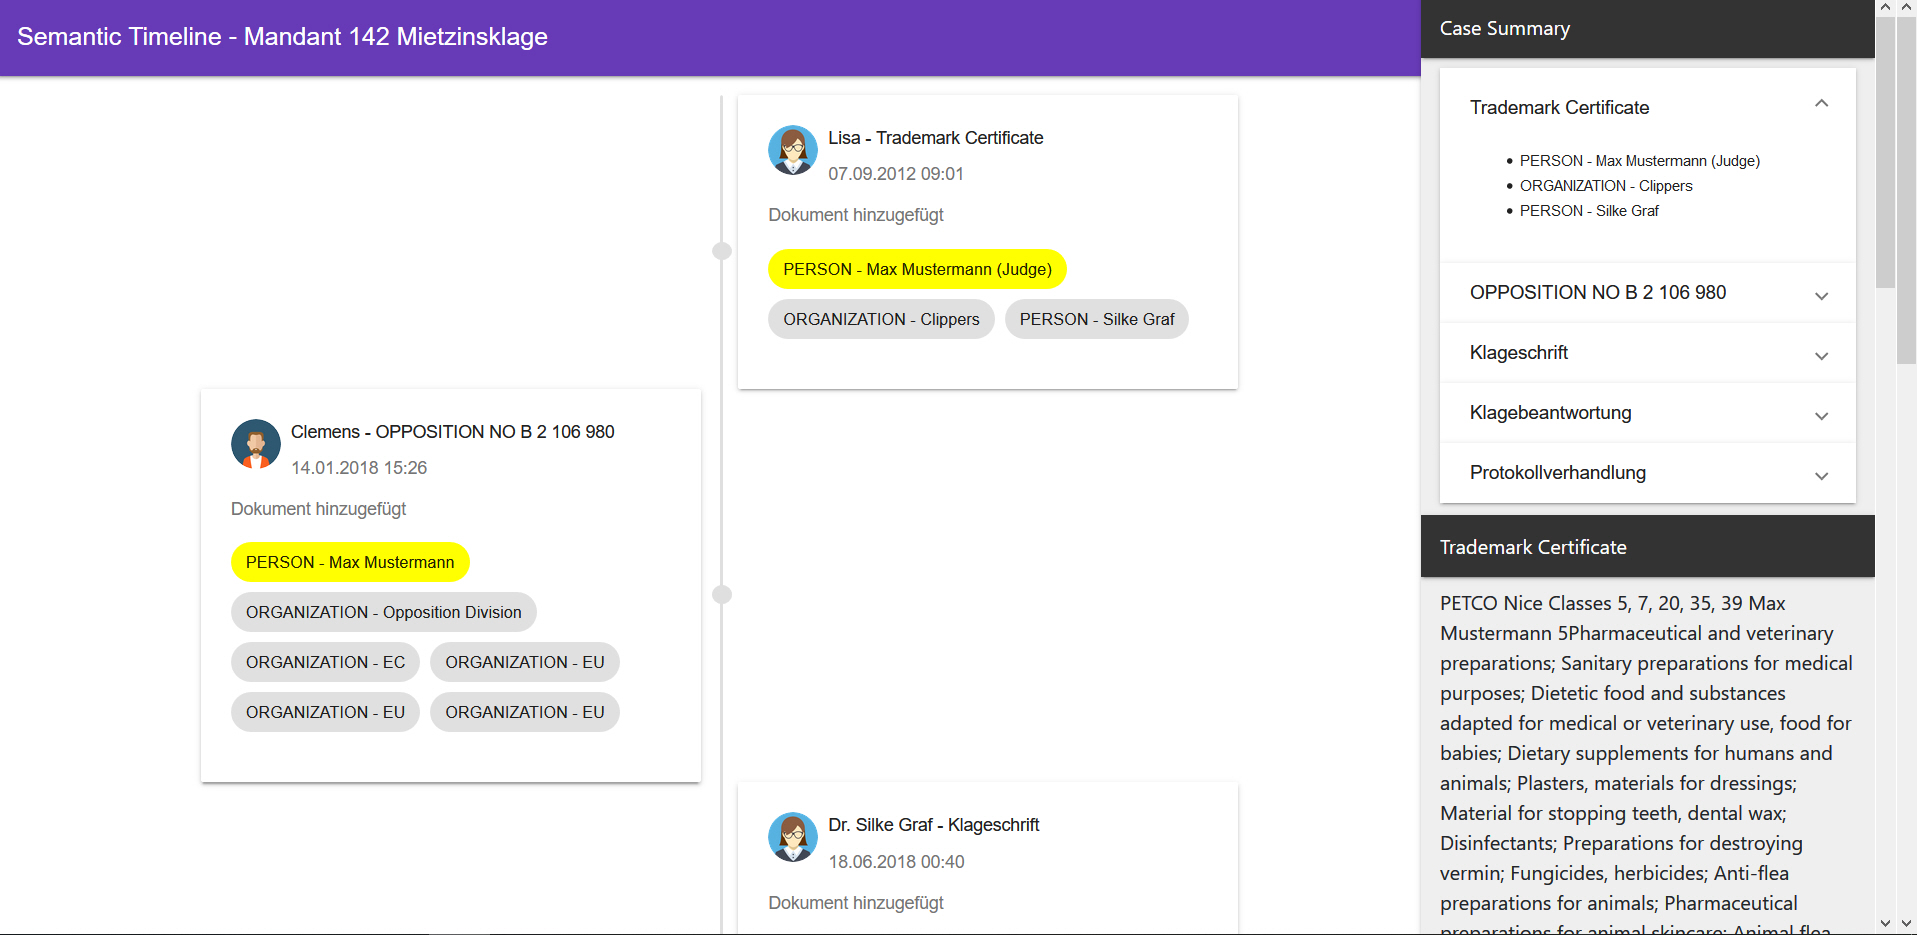 Semantic Timeline - Mandant 142 Mietzinsklage
Lisa - Trademark Certificate
07.09.2012 09:01
Dokument hinzugefügt
PERSON - Max Mustermann (Judge)
ORGANIZATION - Clippers
PERSON - Silke Graf
Clemens - OPPOSITION NO B 2 106 980
14.01.2018 15:26
Dokument hinzugefügt
PERSON - Max Mustermann
ORGANIZATION - Opposition Division
ORGANIZATION - EC
ORGANIZATION - EU
ORGANIZATION - EU
ORGANIZATION - EU
Dr. Silke Graf - Klageschrift
18.06.2018 00:40
Dokument hinzugefügt
Case Summary
Trademark Certificate
PERSON - Max Mustermann (Judge)
ORGANIZATION - Clippers
PERSON - Silke Graf
OPPOSITION NO B 2 106 980
Klageschrift
Klagebeantwortung
Protokollverhandlung
Trademark Certificate
PETCO Nice Classes 5, 7, 20, 35, 39 Max
Mustermann 5Pharmaceutical and veterinary
preparations; Sanitary preparations for medical
purposes; Dietetic food and substances
adapted for medical or veterinary use, food for
babies; Dietary supplements for humans and
animals; Plasters, materials for dressings;
Material for stopping teeth, dental wax;
Disinfectants; Preparations for destroying
vermin; Fungicides, herbicides; Anti-flea
preparations for animals; Pharmaceutical
preparations for animal skincare; Animal flea